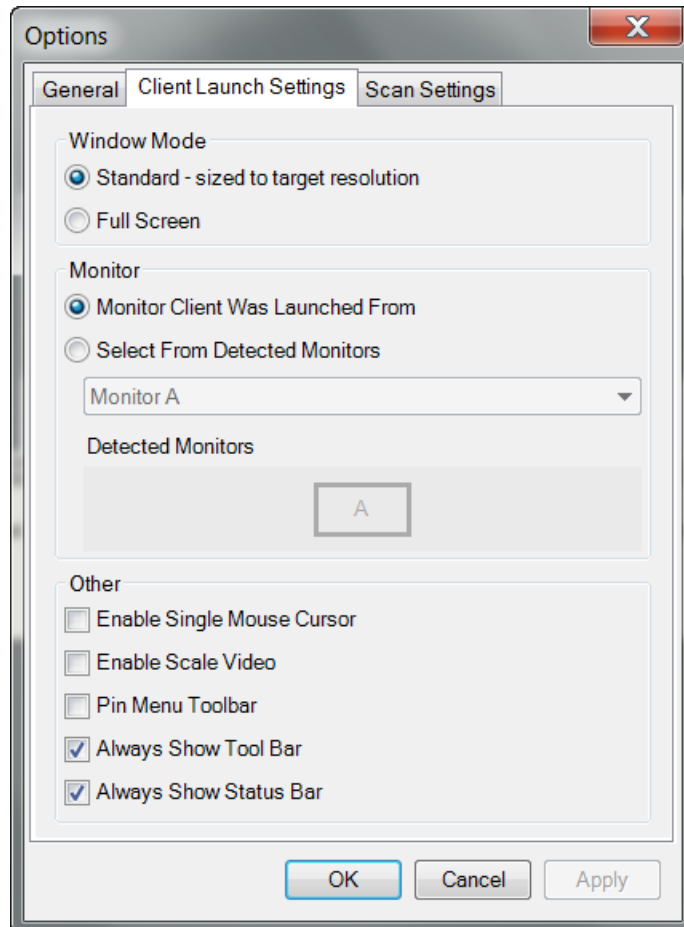 Options
General Client Launch Settings Scan Settings
Window Mode
Standard - sized to target resolution
Full Screen
Monitor
Monitor Client Was Launched From
Select From Detected Monitors
Monitor A
Detected Monitors
A
Other
Enable Single Mouse Cursor
Enable Scale Video
Pin Menu Toolbar
Always Show Tool Bar
Always Show Status Bar
OK Cancel Apply